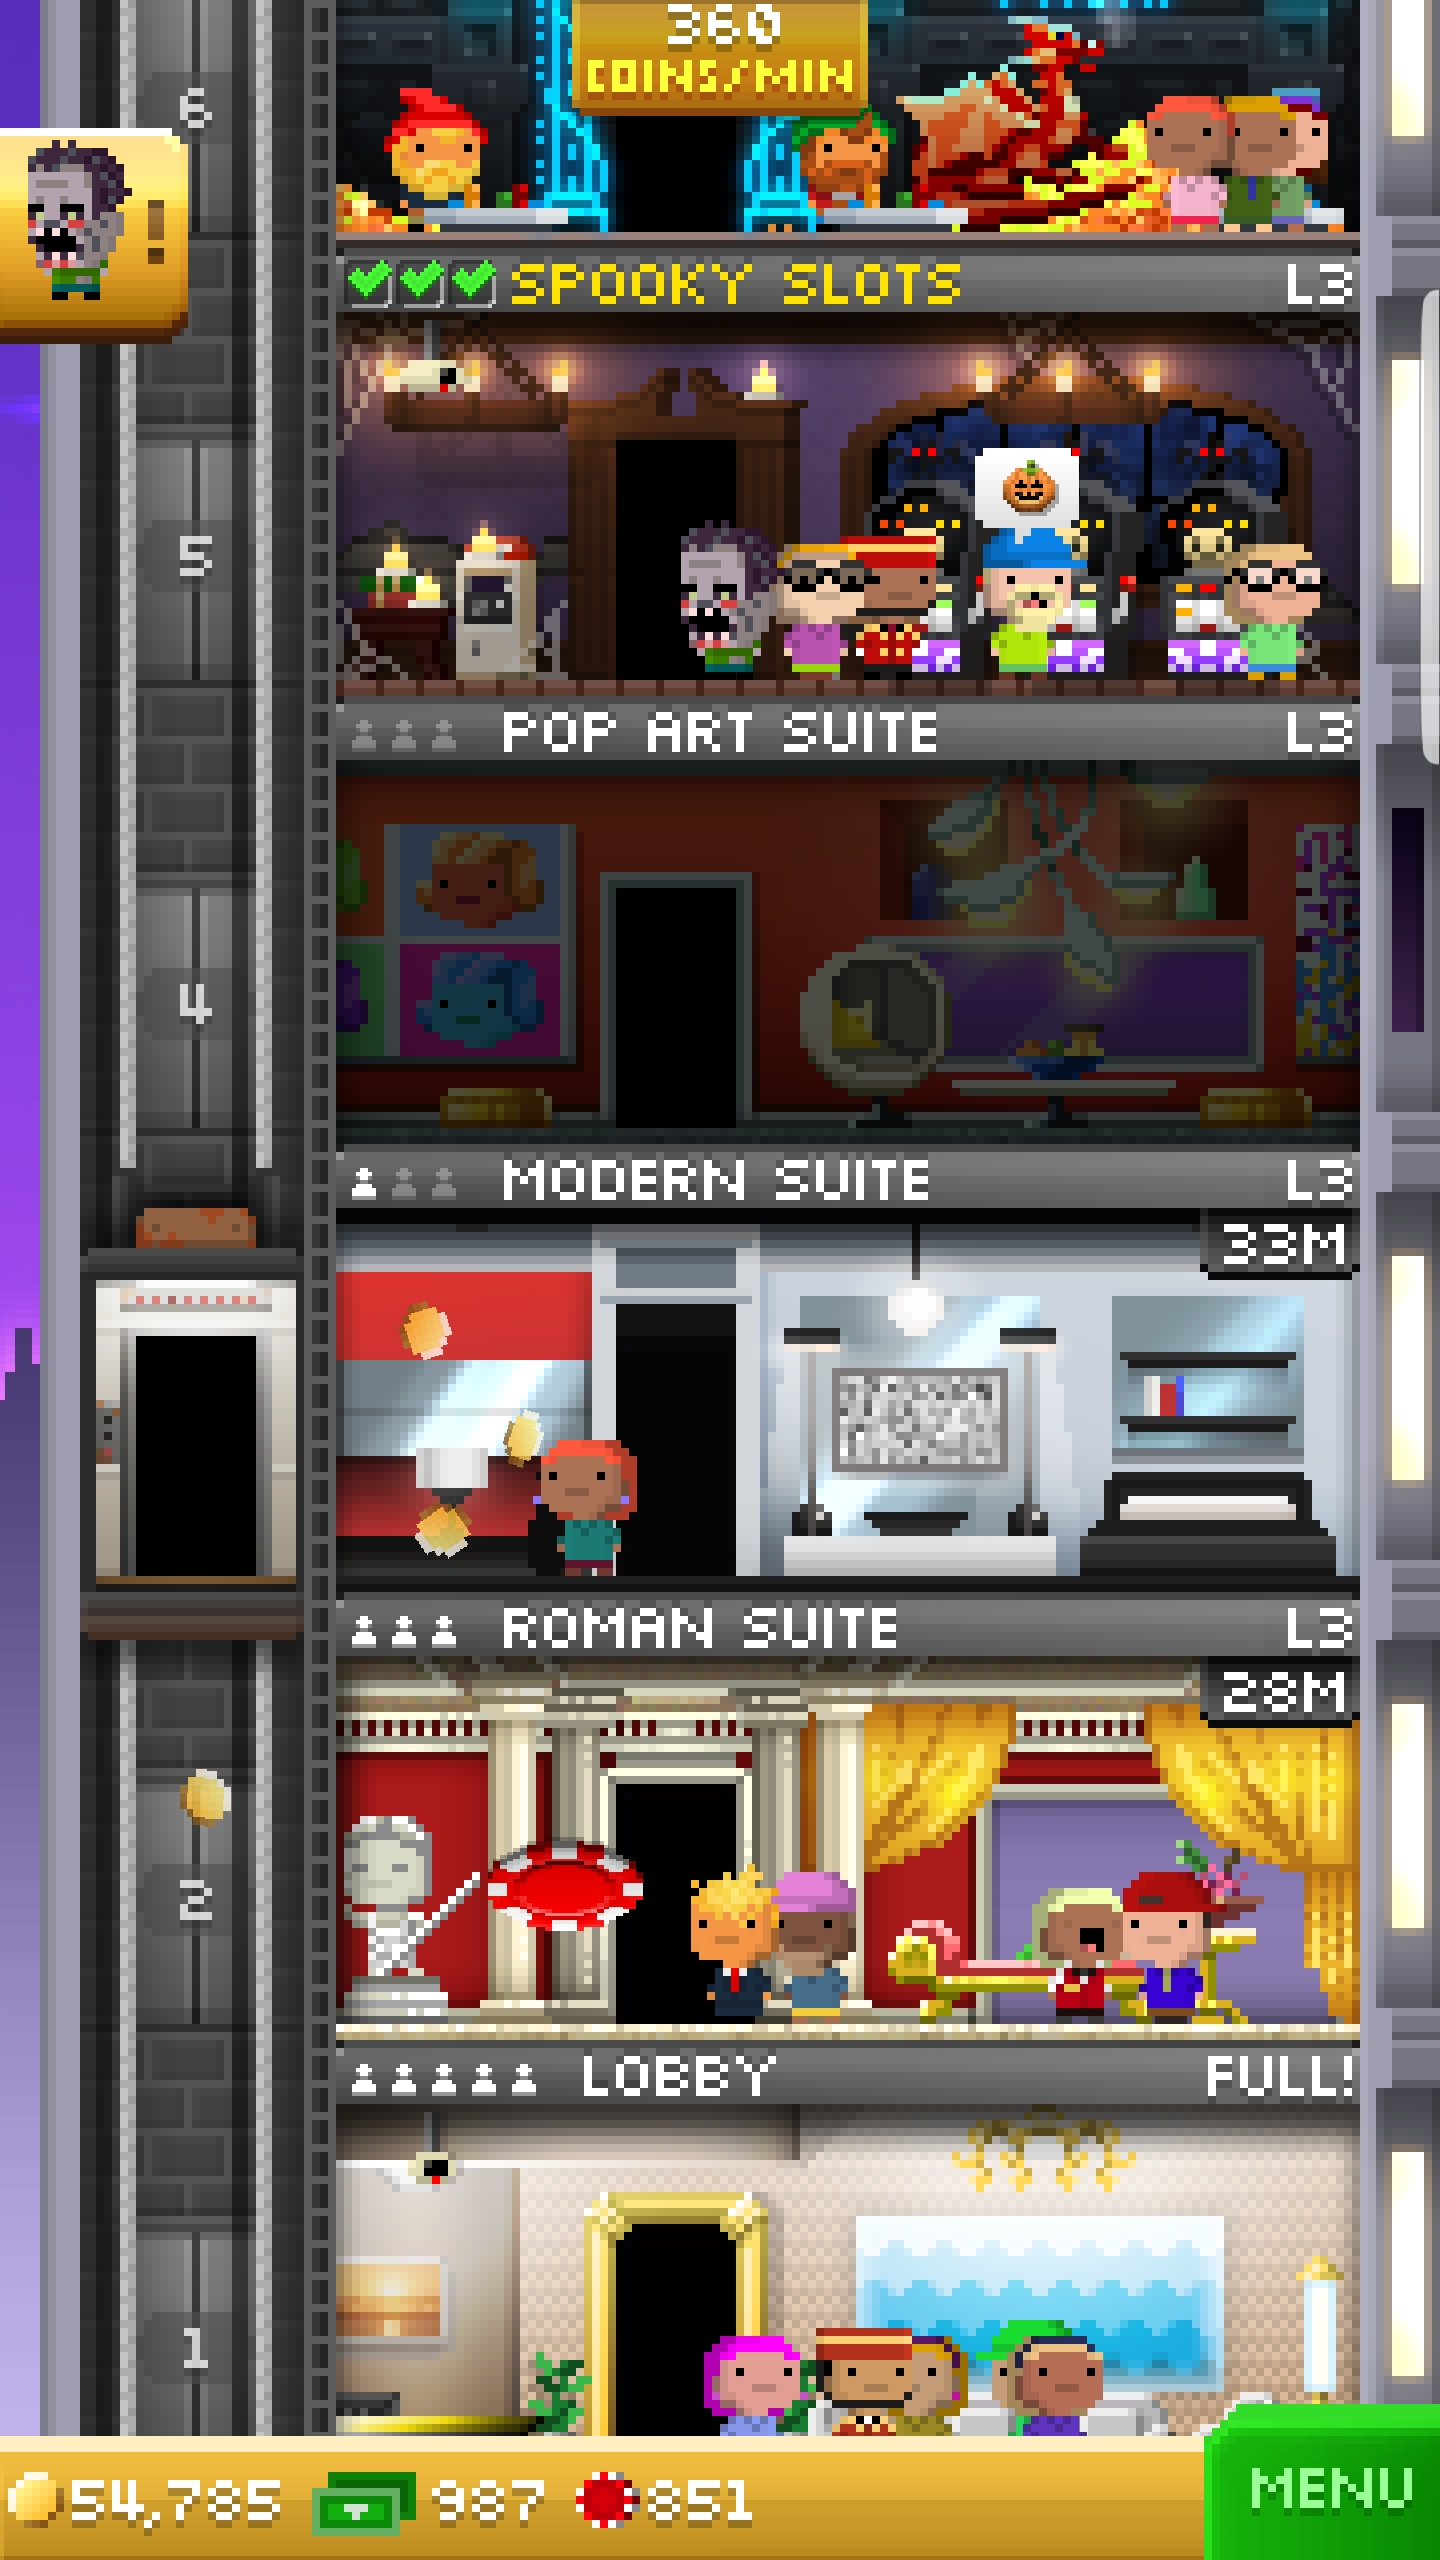 360
COINS/MIN
6
!
SPOOKY SLOTS L3
5
POP ART SUITE L3
4
MODERN SUITE L3
33M
ROMAN SUITE L3
28M
2
LOBBY FULL!
1
54,785 987 851
MENU